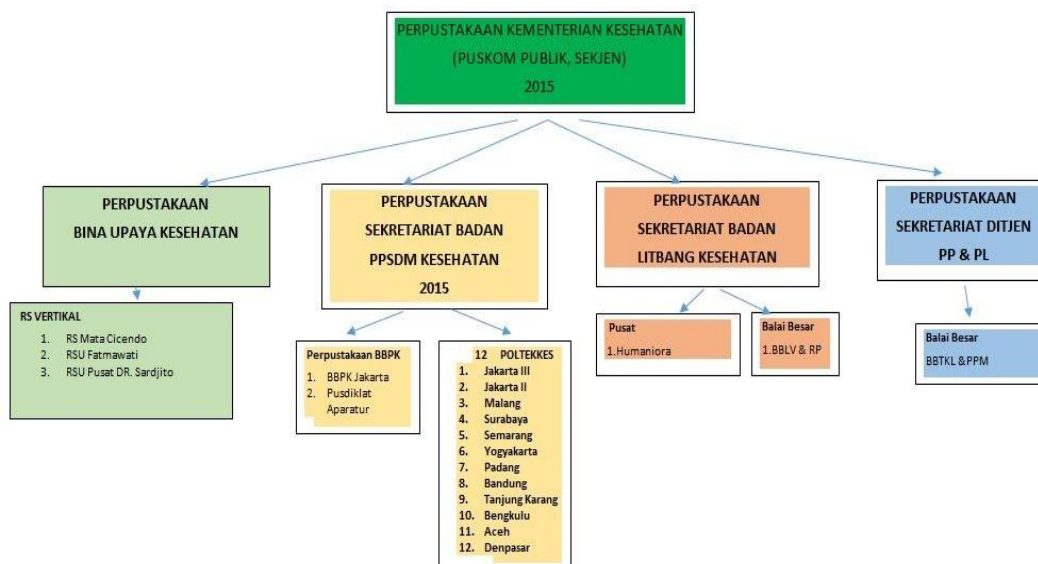 PERPUSTAKAAN KEMENTERIAN KESEHATAN
(PUSKOM PUBLIK, SEKJEN)
2015
PERPUSTAKAAN
BINA UPAYA KESEHATAN
PERPUSTAKAAN
SEKRETARIAT BADAN
PPSDM KESEHATAN
2015
PERPUSTAKAAN
SEKRETARIAT BADAN
LITBANG KESEHATAN
PERPUSTAKAAN
SEKRETARIAT DITJEN
PP & PL
RS VERTIKAL
1. RS Mata Cicendo
2. RSU Fatmawati
3. RSU Pusat DR. Sardjito
Perpustakaan BBPK
1. BBPK Jakarta
2. Pusdiklat
Aparatur
12 POLTEKKES
1. Jakarta III
2. Jakarta II
3. Malang
4. Surabaya
5. Semarang
6. Yogyakarta
7. Padang
8. Bandung
9. Tanjung Karang
10. Bengkulu
11. Aceh
12. Denpasar
Pusat
1.Humaniora
Balai Besar
1.BBLV & RP
Balai Besar
BBTKL & PPM